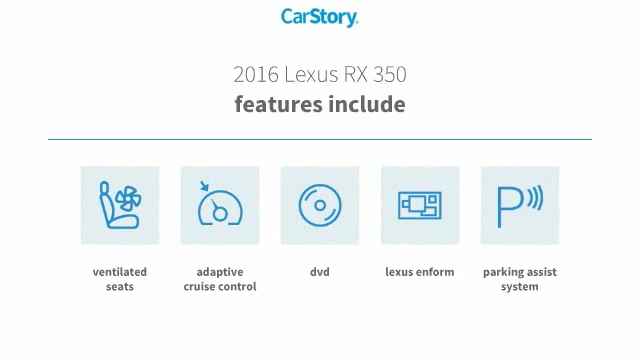 CarStory
2016 Lexus RX 350
features include
P
ventilated
seats
adaptive
cruise control
dvd
lexus enform
parking assist
system